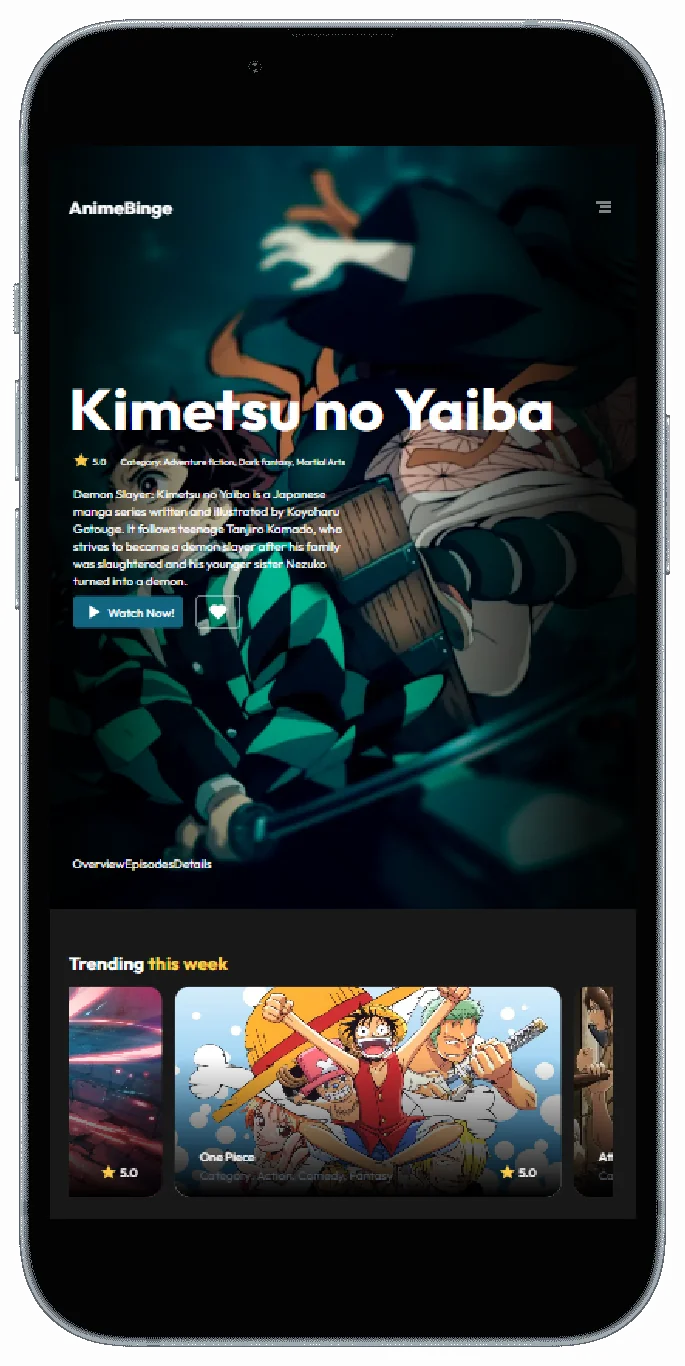 AnimeBinge
Kimetsu no Yaiba
5.0 Category: Adventure fiction, Dark fantasy, Martial Arts
Demon Slayer: Kimetsu no Yaiba is a Japanese
manga series written and illustrated by Koyoharu
Gotouge. It follows teenage Tanjiro Kamado, who
strives to become a demon slayer after his family
was slaughtered and his younger sister Nezuko
turned into a demon.
Watch Now!
OverviewEpisodesDetails
Trending this week
5.0
One Piece
Category: Action, Comedy, Fantasy
5.0
Att
Ca